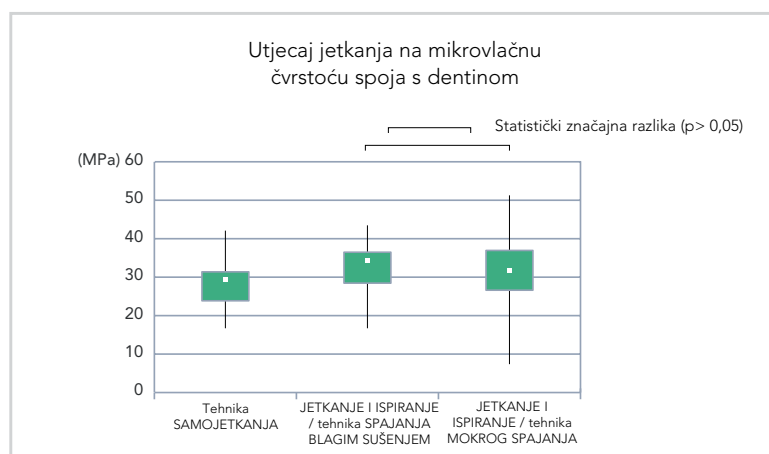 Utjecaj jetkanja na mikrovlačnu
čvrstoću spoja s dentinom
Statistički značajna razlika (p> 0,05)
(MPa) 60
50
40
30
20
10
0
Tehnika
SAMOJETKANJA
JETKANJE I ISPIRANJE
/ tehnika SPAJANJA
BLAGIM SUŠENJEM
JETKANJE I
ISPIRANJE / tehnika
MOKROG SPAJANJA